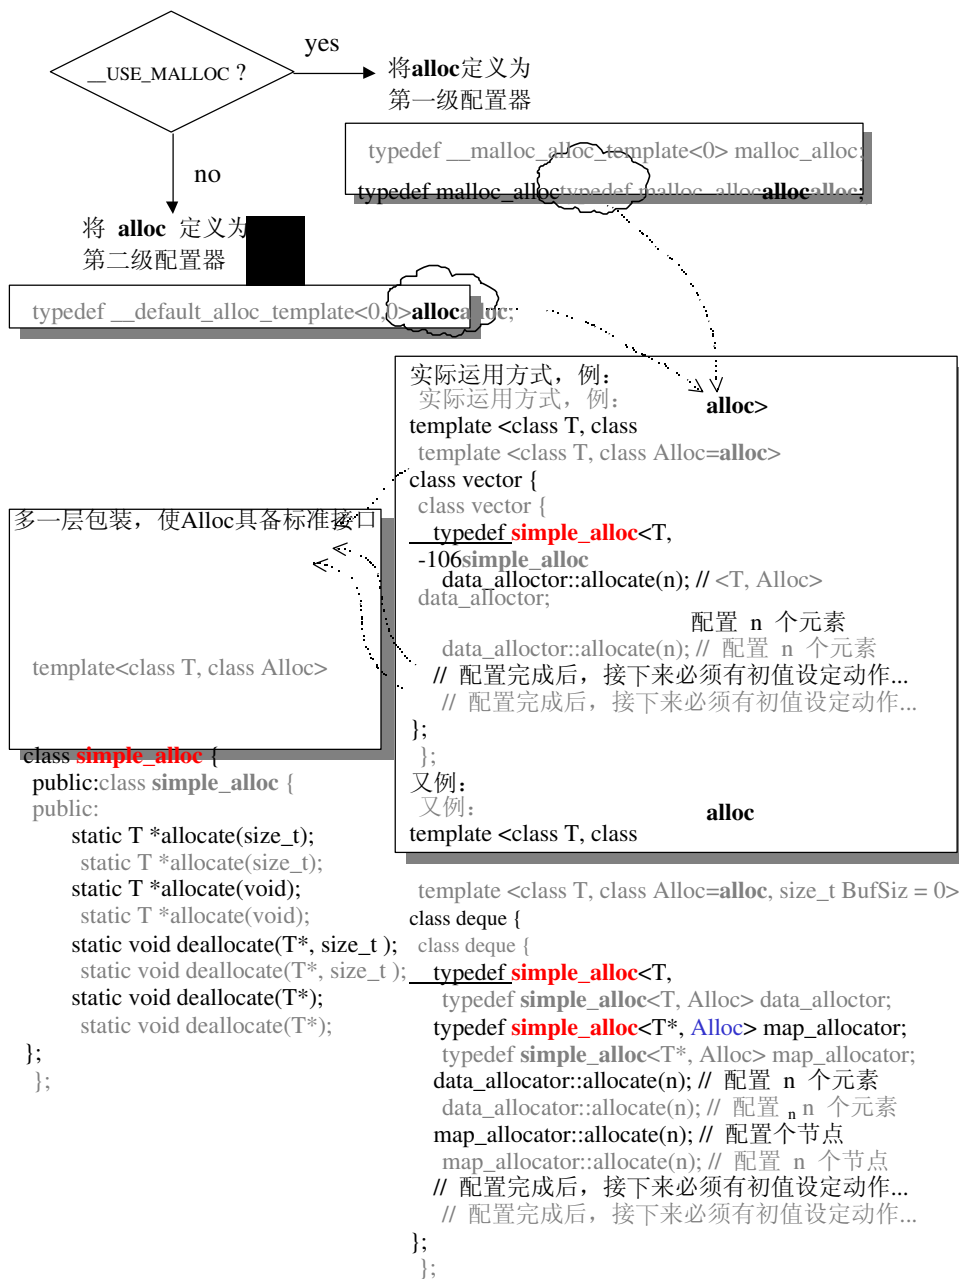 yes
__USE_MALLOC ?
将alloc定义为
第一级配置器
typedef __malloc_alloc_template<0> malloc_alloc;
typedef malloc_alloctypedef malloc_allocallocalloc;
no
将 alloc 定义为
第二级配置器
typedef __default_alloc_template<0,0>allocalloc;
实际运用方式，例：
实际运用方式，例：
alloc>
template <class T, class
template <class T, class Alloc=alloc>
class vector {
class vector {
typedef simple_alloc<T,
-106simple_alloc
data_alloctor::allocate(n); // <T, Alloc>
data_alloctor;
配置 n 个元素
data_alloctor::allocate(n); // 配置 n 个元素
// 配置完成后，接下来必须有初值设定动作...
// 配置完成后，接下来必须有初值设定动作...
};
};
又例：
又例：
alloc
template <class T, class
template <class T, class Alloc=alloc, size_t BufSiz = 0>
class deque {
class deque {
typedef simple_alloc<T,
typedef simple_alloc<T, Alloc> data_alloctor;
typedef simple_alloc<T*, Alloc> map_allocator;
typedef simple_alloc<T*, Alloc> map_allocator;
data_allocator::allocate(n); // 配置 n 个元素
data_allocator::allocate(n); // 配置 n n 个元素
map_allocator::allocate(n); // 配置个节点
map_allocator::allocate(n); // 配置 n 个节点
// 配置完成后，接下来必须有初值设定动作...
// 配置完成后，接下来必须有初值设定动作...
};
};
多一层包装，使Alloc具备标准接口
template<class T, class Alloc>
class simple_alloc {
public:class simple_alloc {
public:
static T *allocate(size_t);
static T *allocate(size_t);
static T *allocate(void);
static T *allocate(void);
static void deallocate(T*, size_t );
static void deallocate(T*, size_t );
static void deallocate(T*);
static void deallocate(T*);
};
};